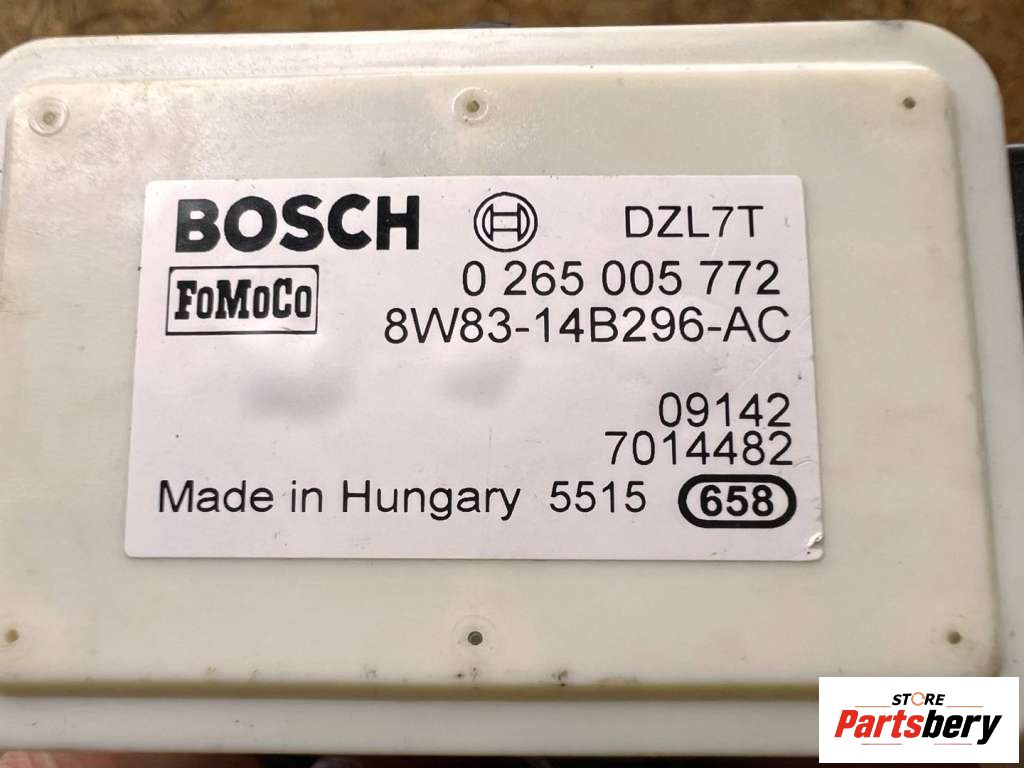 BOSCH DZL7T
0 265 005 772
FoMoCo
8W83-14B296-AC
09142
7014482
Made in Hungary 5515 658
STORE
Partsbery